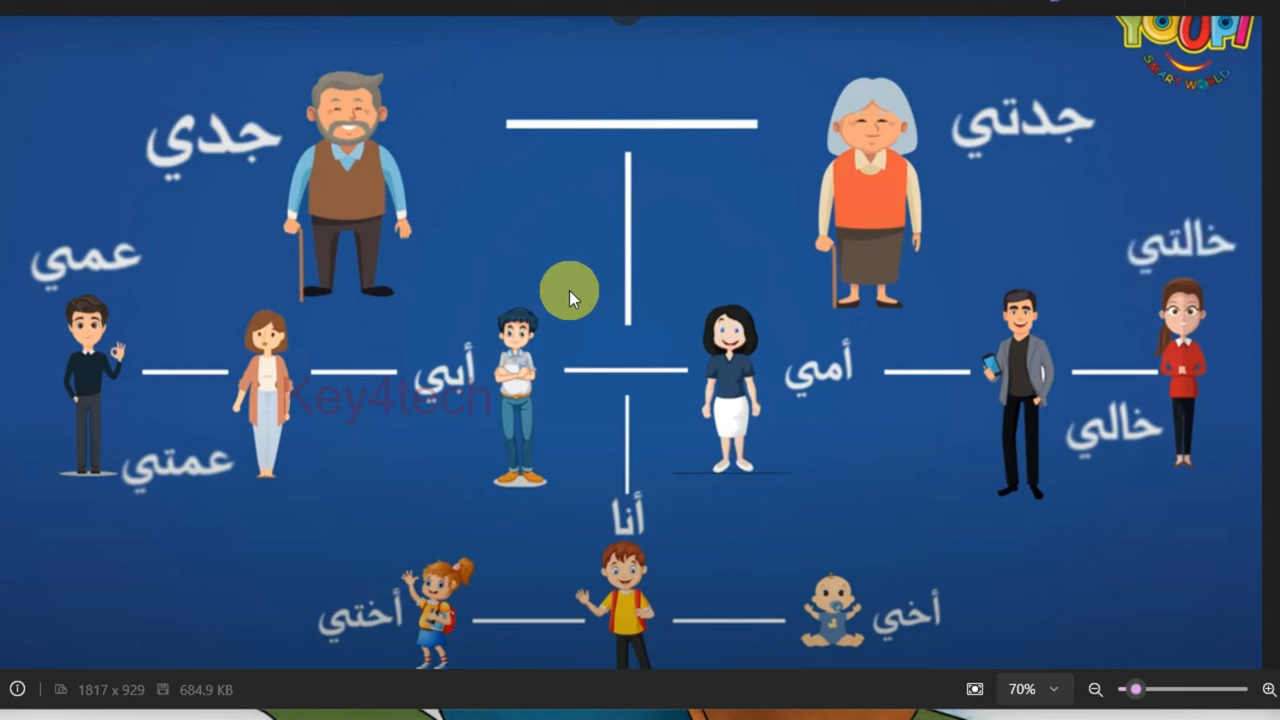 YOUPI
SMART WORLD
جدي
جدتي
عمي
خالتي
أبي
أمي
Key4tech
خالي
عمتي
أنا
أختي
أخي
1817 x 929
684.9 KB
70%